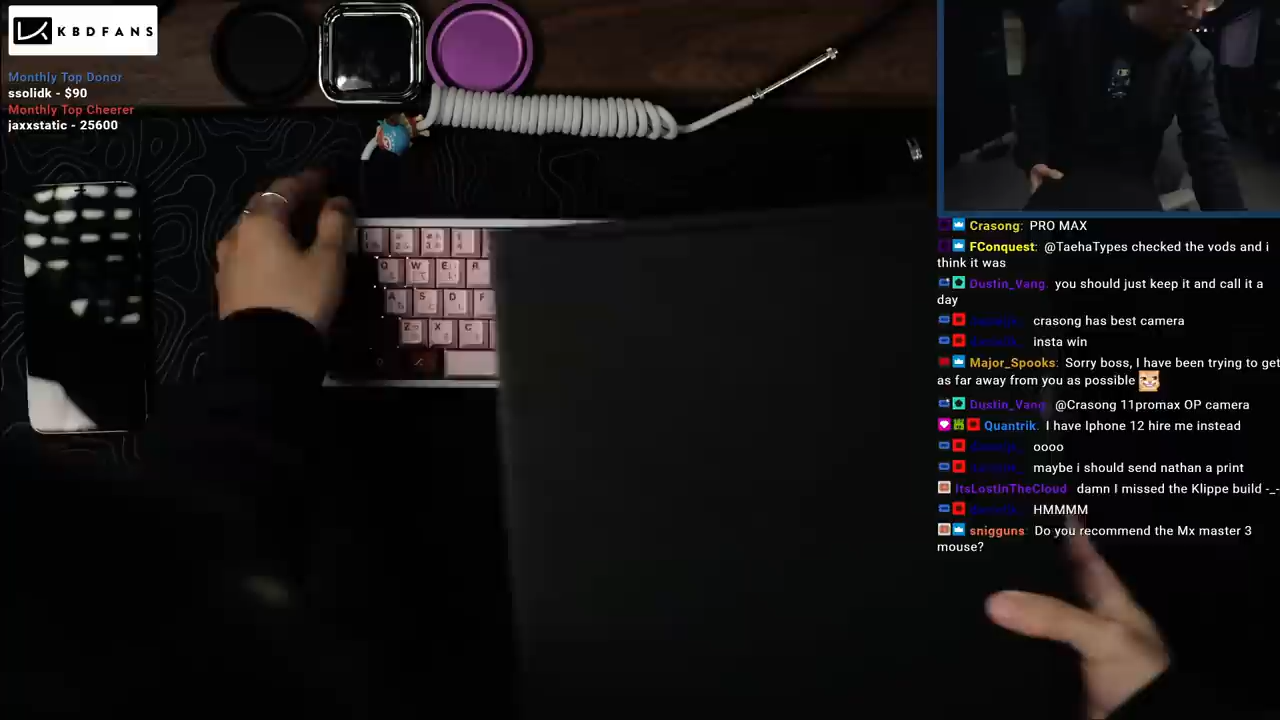 KBDFANS
Monthly Top Donor
ssolidk - $90
Monthly Top Cheerer
jaxxstatic - 25600
Crasong: PRO MAX
FConquest: @TaehaTypes checked the vods and i
think it was
Dustin_Vang. you should just keep it and call it a
day
crasong has best camera
insta win
Major_Spooks: Sorry boss, I have been trying to get
as far away from you as possible
Dustin_Vang @Crasong 11promax OP camera
Quantrik. I have Iphone 12 hire me instead
oooo
maybe i should send nathan a print
ItsLostInTheCloud damn I missed the Klippe build -_-
HMMMM
snigguns: Do you recommend the Mx master 3
mouse?
Q W E R
A S D F
Z X C